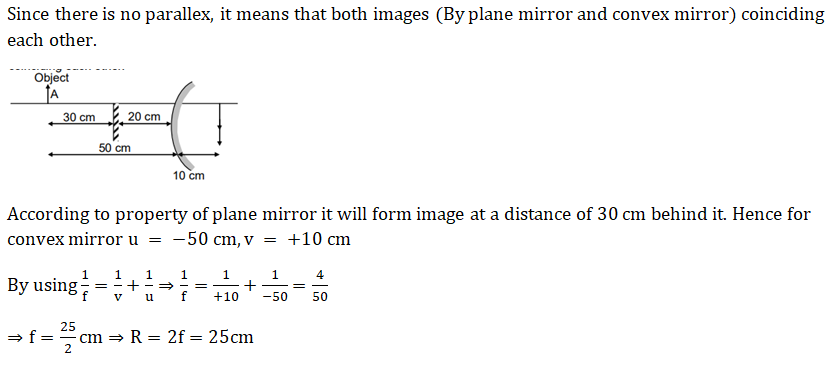 Since there is no parallex, it means that both images (By plane mirror and convex mirror) coinciding
each other.
Object
A
30 cm 20 cm
50 cm
10 cm
According to property of plane mirror it will form image at a distance of 30 cm behind it. Hence for
convex mirror u = −50 cm, v = +10 cm
By using 1/f = 1/v + 1/u ⇒ 1/f = 1/+10 + 1/−50 = 4/50
⇒ f = 25/2 cm ⇒ R = 2f = 25cm